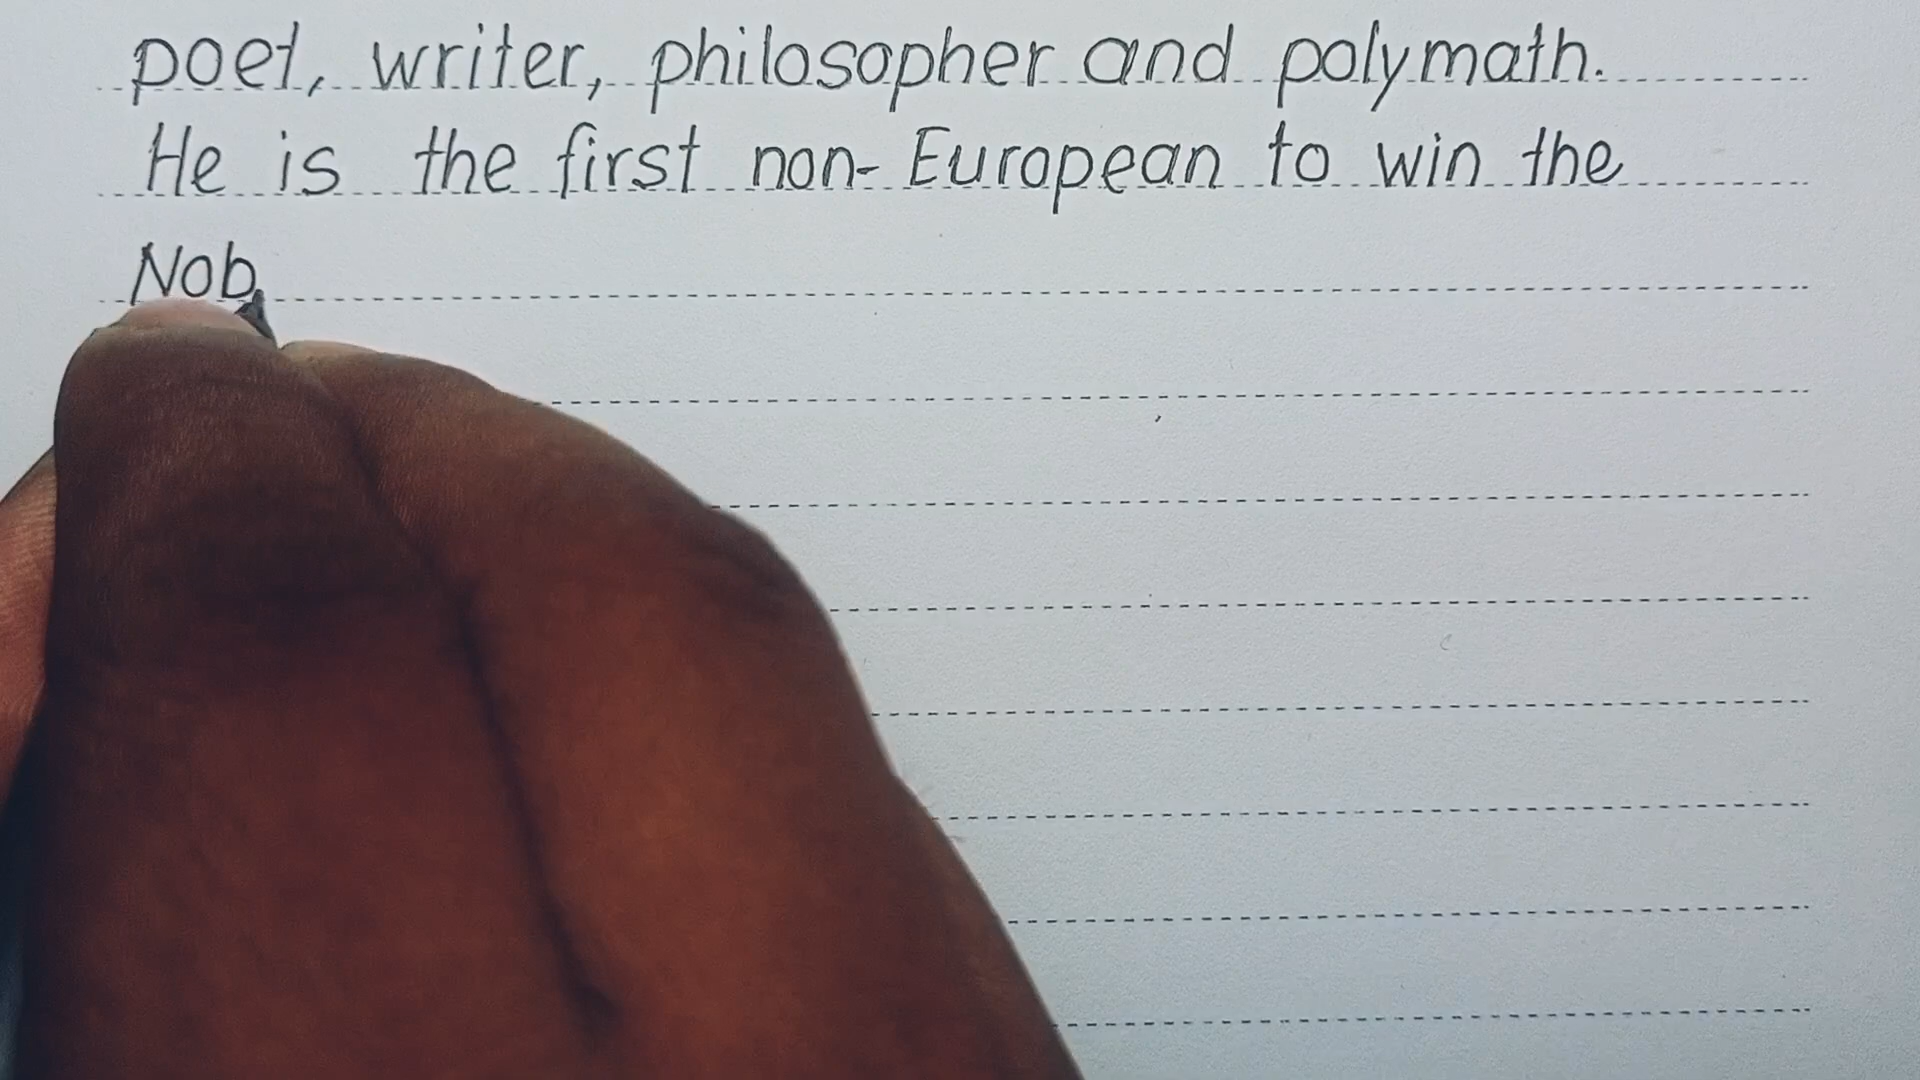 poet, writer, philosopher and polymath.
He is the first non-European to win the
Nob